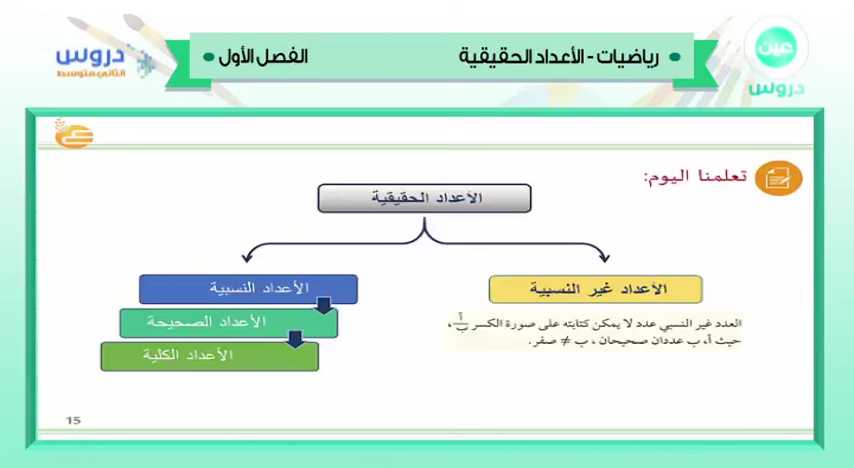 رياضيات - الأعداد الحقيقية
الفصل الأول
عين
دروس
دروس
الثاني متوسط
تعلمنا اليوم:
الأعداد الحقيقية
الأعداد غير النسبية
العدد غير النسبي عدد لا يمكن كتابته على صورة الكسر أ/ب،
حيث أ، ب عددان صحيحان ، ب ≠ صفر.
الأعداد النسبية
الأعداد الصحيحة
الأعداد الكلية
15